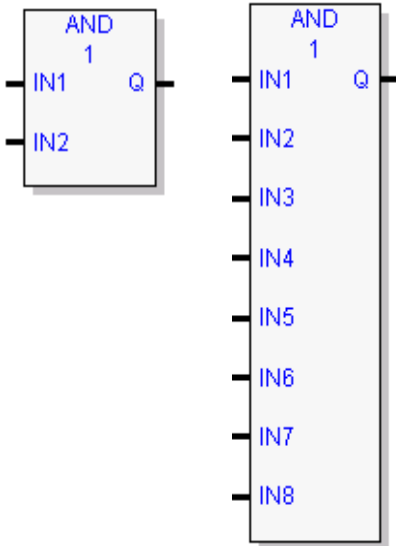 AND
1
IN1 Q
IN2
AND
1
IN1 Q
IN2
IN3
IN4
IN5
IN6
IN7
IN8